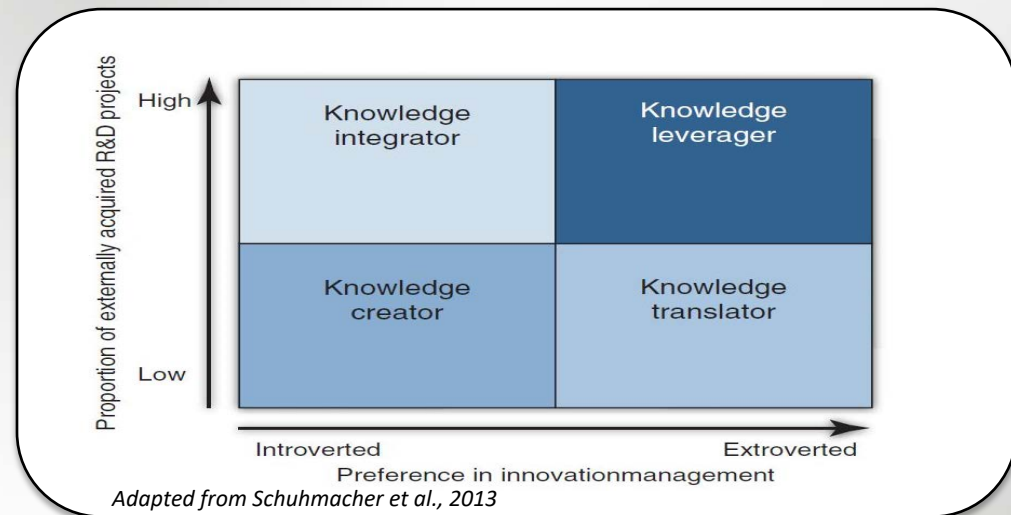 Proportion of externally acquired R&D projects
High
Low
Knowledge
integrator
Knowledge
leverager
Knowledge
creator
Knowledge
translator
Introverted
Extroverted
Preference in innovationmanagement
Adapted from Schuhmacher et al., 2013